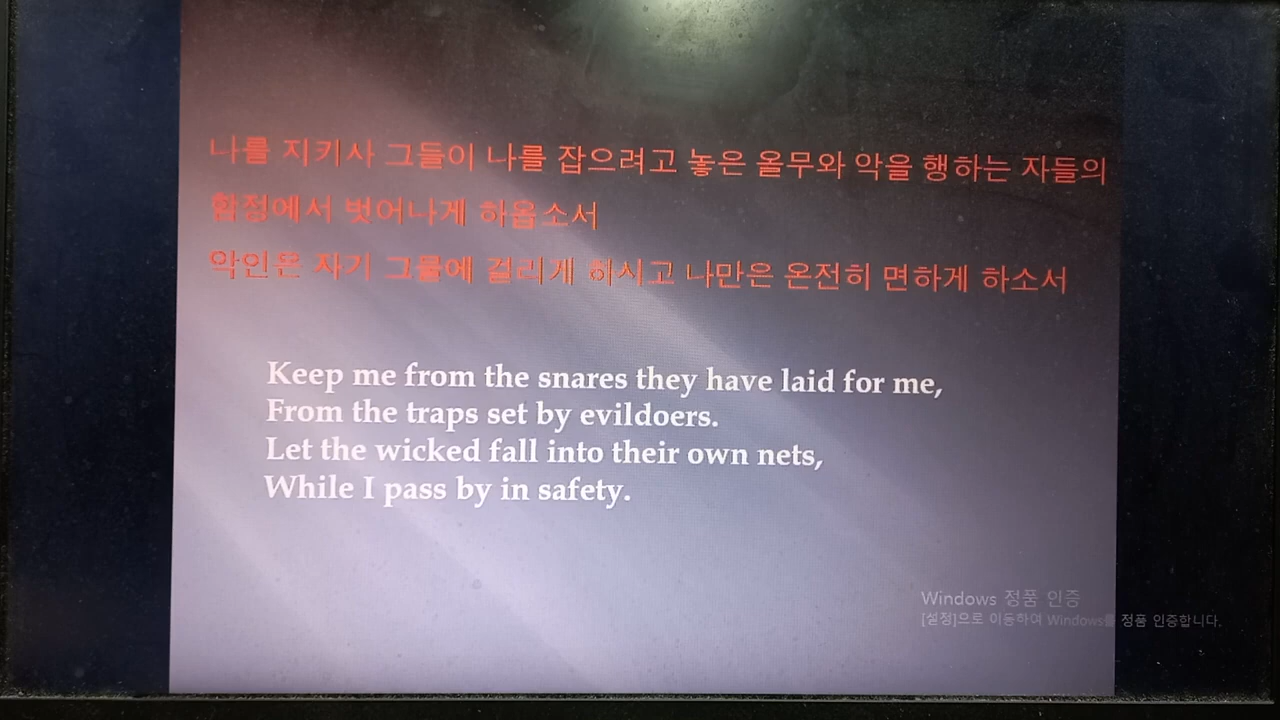 나를 지키사 그들이 나를 잡으려고 놓은 올무와 악을 행하는 자들의
함정에서 벗어나게 하옵소서
악인은 자기 그물에 걸리게 하시고 나만은 온전히 면하게 하소서
Keep me from the snares they have laid for me,
From the traps set by evildoers.
Let the wicked fall into their own nets,
While I pass by in safety.
Windows 정품 인증
[설정]으로 이동하여 Windows를 정품 인증합니다.